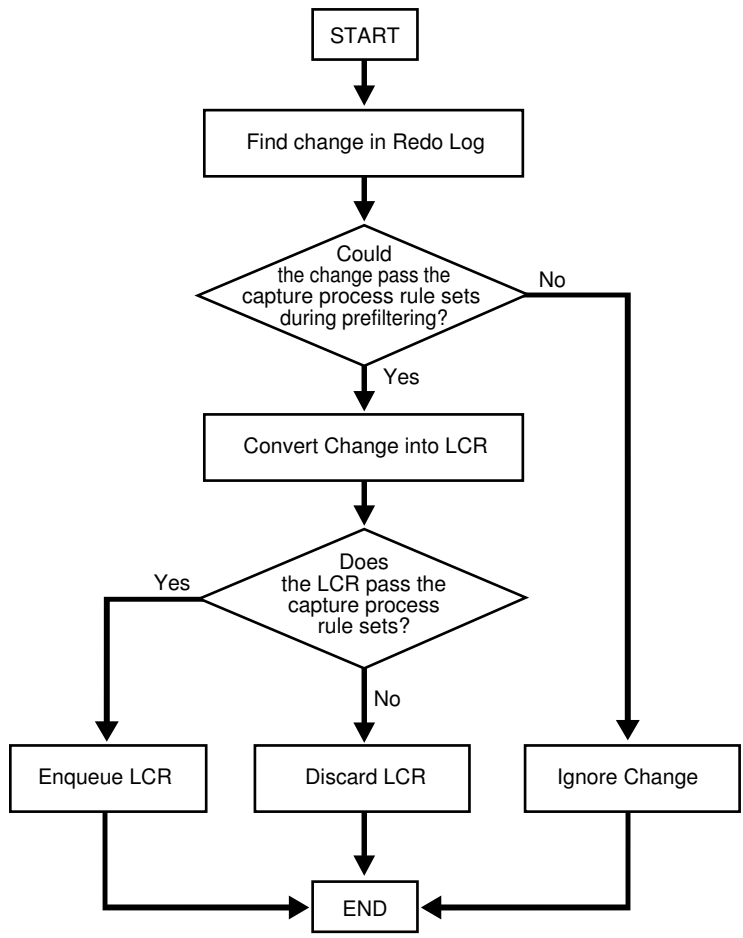 START
Find change in Redo Log
Could
the change pass the
capture process rule sets
during prefiltering?
No
Yes
Convert Change into LCR
Does
the LCR pass the
capture process
rule sets?
Yes
No
Enqueue LCR
Discard LCR
Ignore Change
END